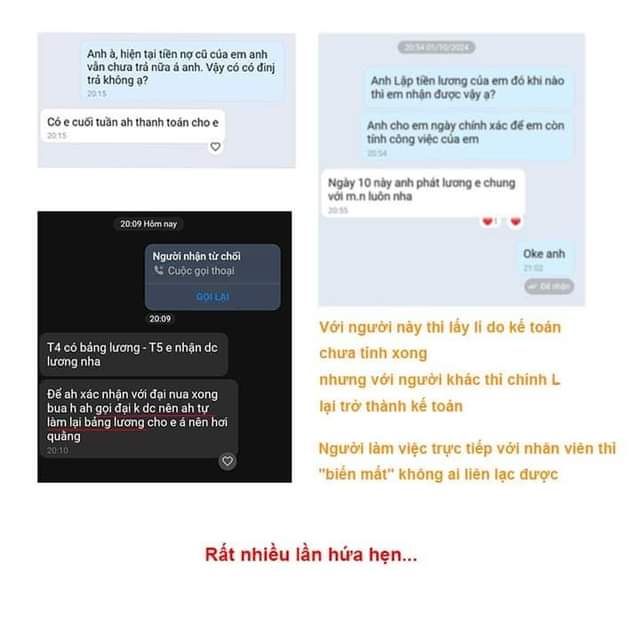 Anh à, hiện tại tiền nợ cũ của em anh
vẫn chưa trả nữa á anh. Vậy có có đinj
trả không ạ?
20:15
Có e cuối tuần ah thanh toán cho e
20:15
20:54 01/10/2024
Anh Lập tiền lương của em đó khi nào
thì em nhận được vậy ạ?
Anh cho em ngày chính xác để em còn
tính công việc của em
20:54
Ngày 10 này anh phát lương e chung
với m.n luôn nha
20:55
1
Oke anh
21:02
Đã nhận
20:09 Hôm nay
Người nhận từ chối
Cuộc gọi thoại
GỌI LẠI
20:09
T4 có bảng lương - T5 e nhận dc
lương nha
Để ah xác nhận với đại nua xong
bua h ah gọi đại k dc nên ah tự
làm lại bảng lương cho e á nên hơi
quằng
20:10
Với người này thì lấy lí do kế toán
chưa tính xong
nhưng với người khác thì chính L
lại trở thành kế toán
Người làm việc trực tiếp với nhân viên thì
"biến mất" không ai liên lạc được
Rất nhiều lần hứa hẹn...